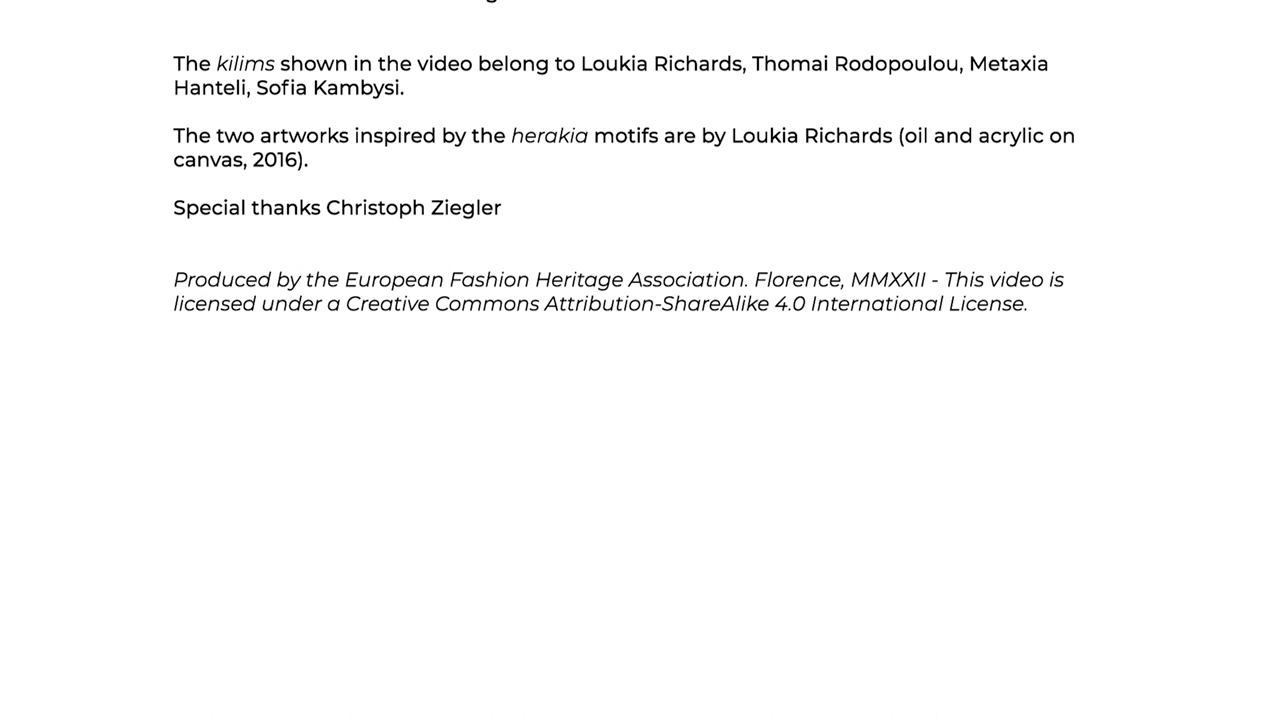 The kilims shown in the video belong to Loukia Richards, Thomai Rodopoulou, Metaxia
Hanteli, Sofia Kambysi.
The two artworks inspired by the herakia motifs are by Loukia Richards (oil and acrylic on
canvas, 2016).
Special thanks Christoph Ziegler
Produced by the European Fashion Heritage Association. Florence, MMXXII - This video is
licensed under a Creative Commons Attribution-ShareAlike 4.0 International License.